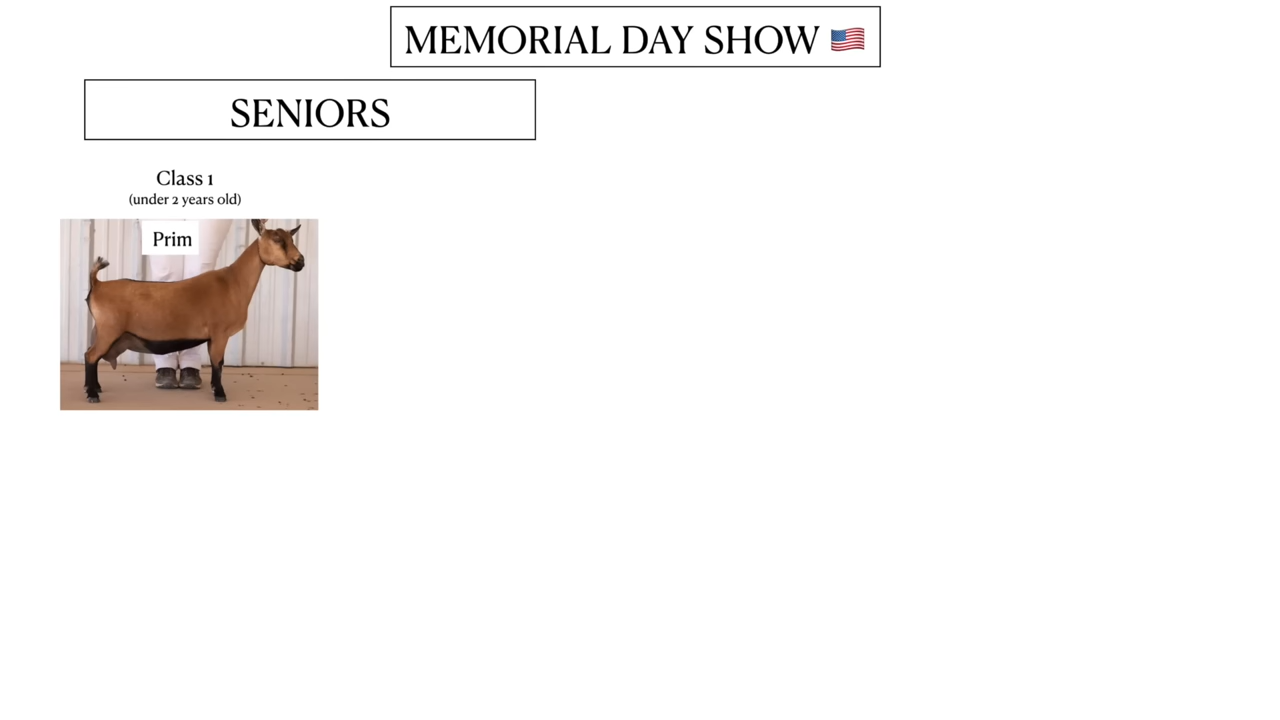 MEMORIAL DAY SHOW 🇺🇸
SENIORS
Class 1
(under 2 years old)
Prim